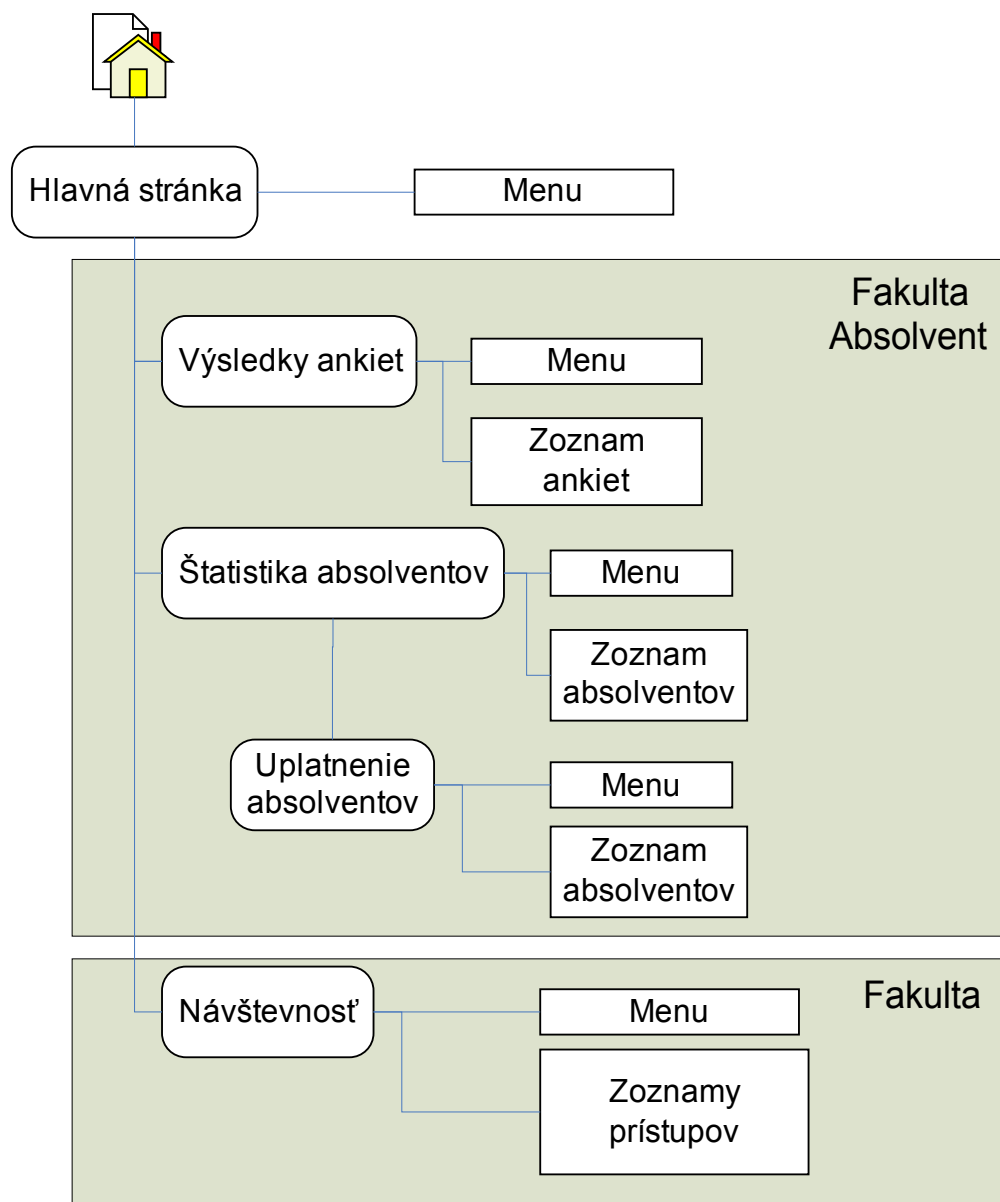 Hlavná stránka
Menu
Fakulta
Absolvent
Výsledky ankiet
Menu
Zoznam
ankiet
Štatistika absolventov
Menu
Zoznam
absolventov
Uplatnenie
absolventov
Menu
Zoznam
absolventov
Fakulta
Návštevnosť
Menu
Zoznamy
prístupov